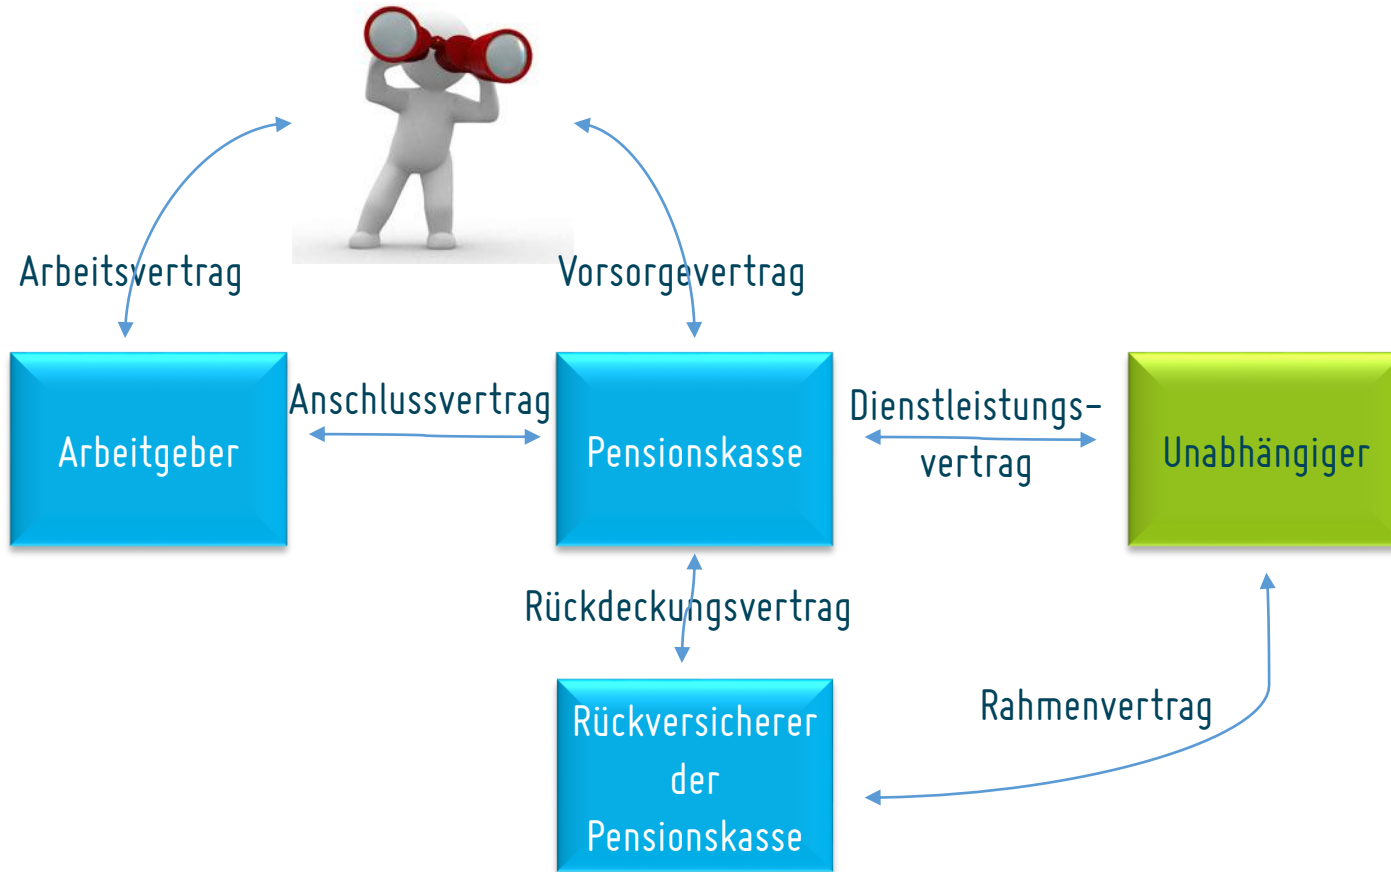 Arbeitsvertrag
Vorsorgevertrag
Arbeitgeber
Anschlussvertrag
Pensionskasse
Dienstleistungs-
vertrag
Unabhängiger
Rückdeckungsvertrag
Rückversicherer
der
Pensionskasse
Rahmenvertrag